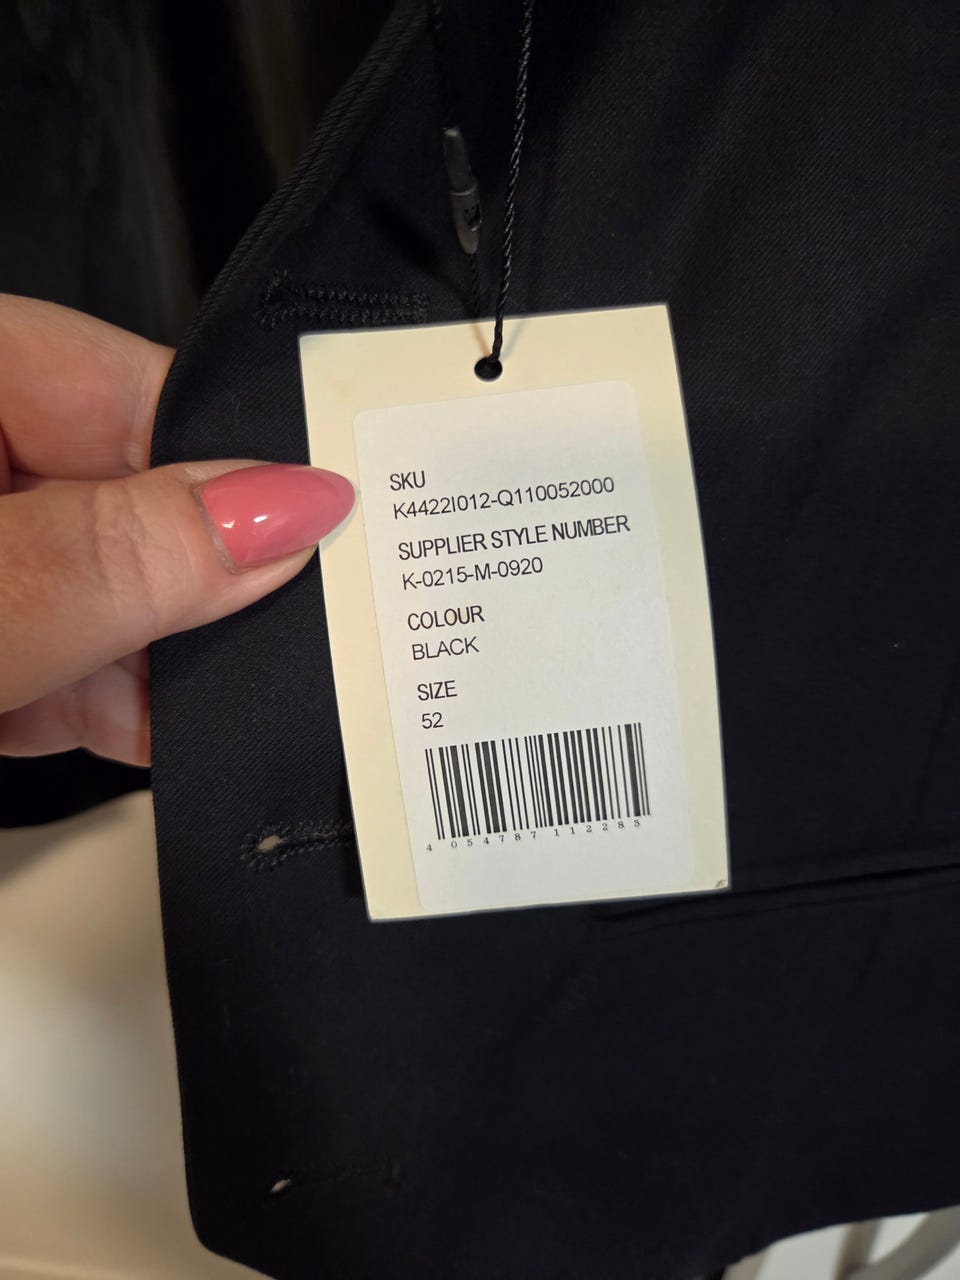 SKU
K4422I012-Q110052000
SUPPLIER STYLE NUMBER
K-0215-M-0920
COLOUR
BLACK
SIZE
52
4 054787 112285